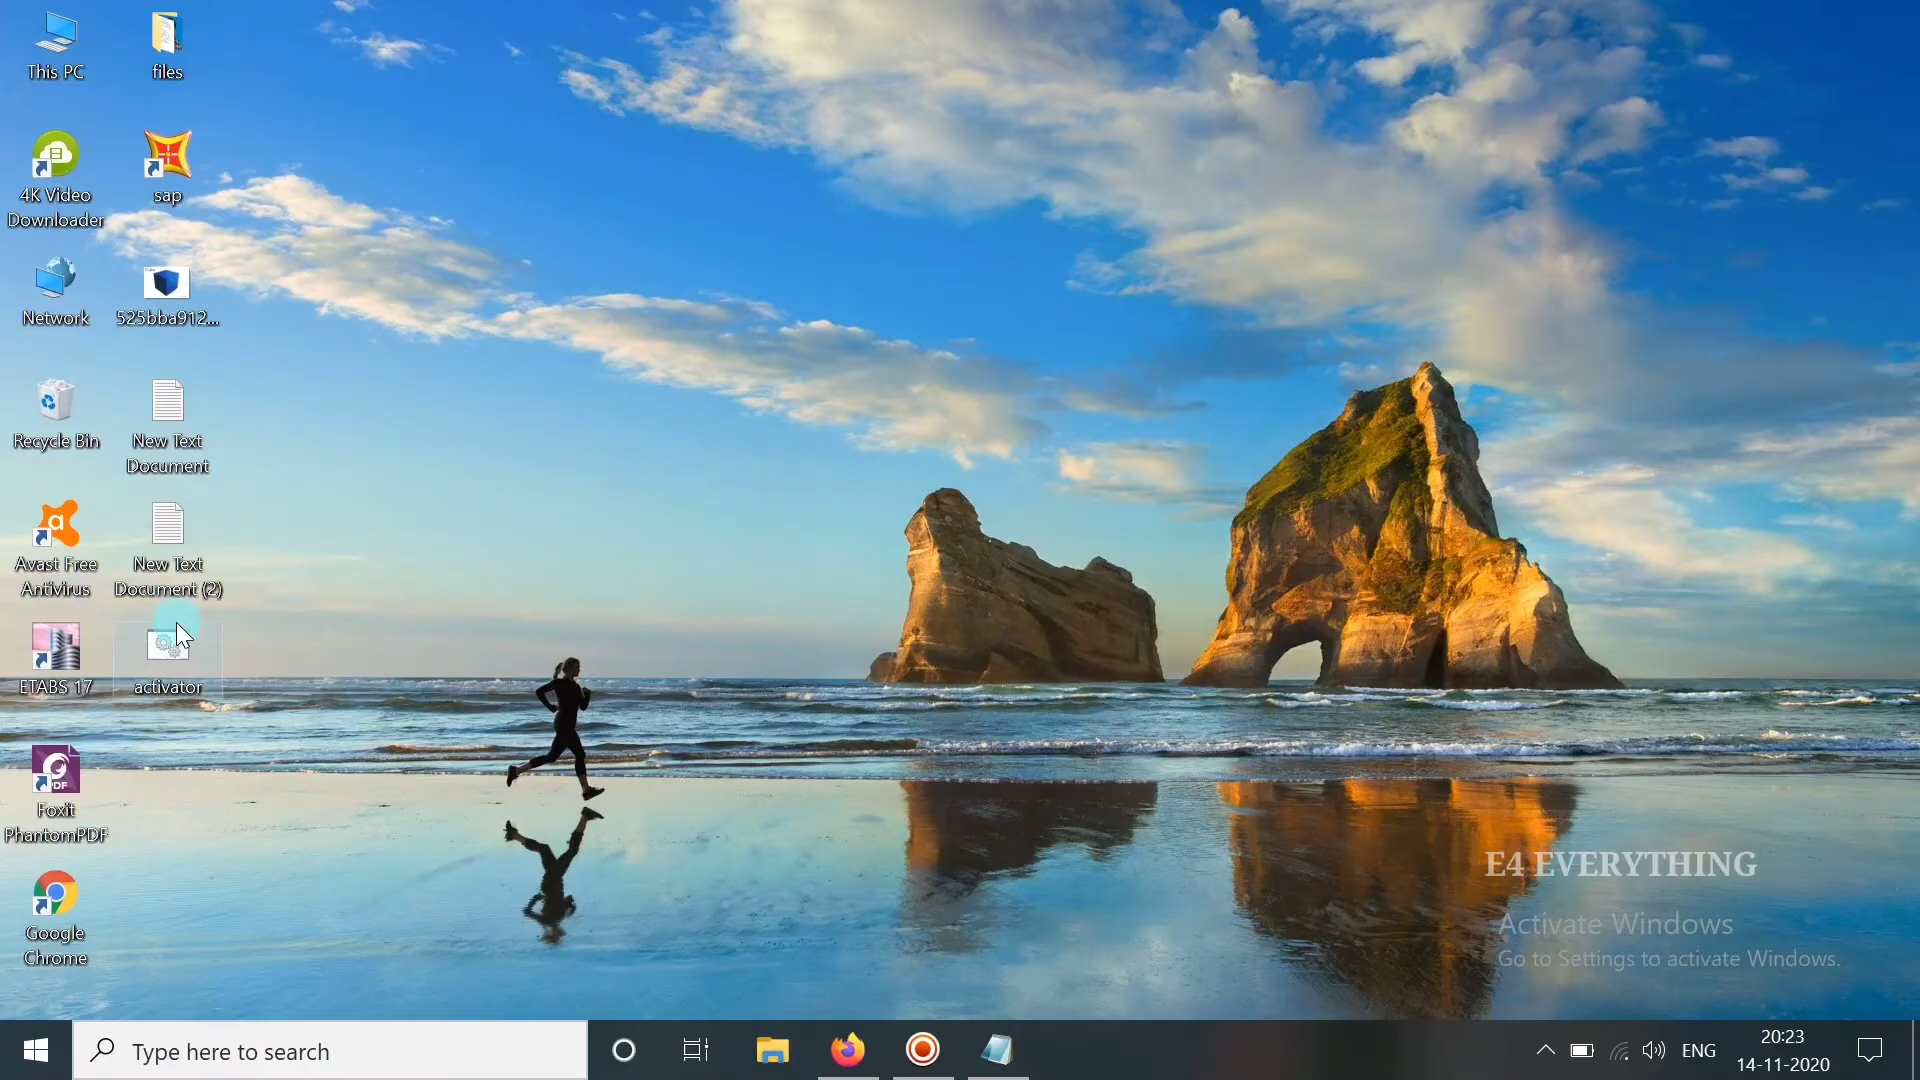 This PC
files
4K Video
Downloader
sap
Network
525bba912...
Recycle Bin
New Text
Document
Avast Free
Antivirus
New Text
Document (2)
ETABS 17
activator
Foxit
PhantomPDF
Google
Chrome
E4 EVERYTHING
Activate Windows
Go to Settings to activate Windows.
Type here to search
ENG
20:23
14-11-2020